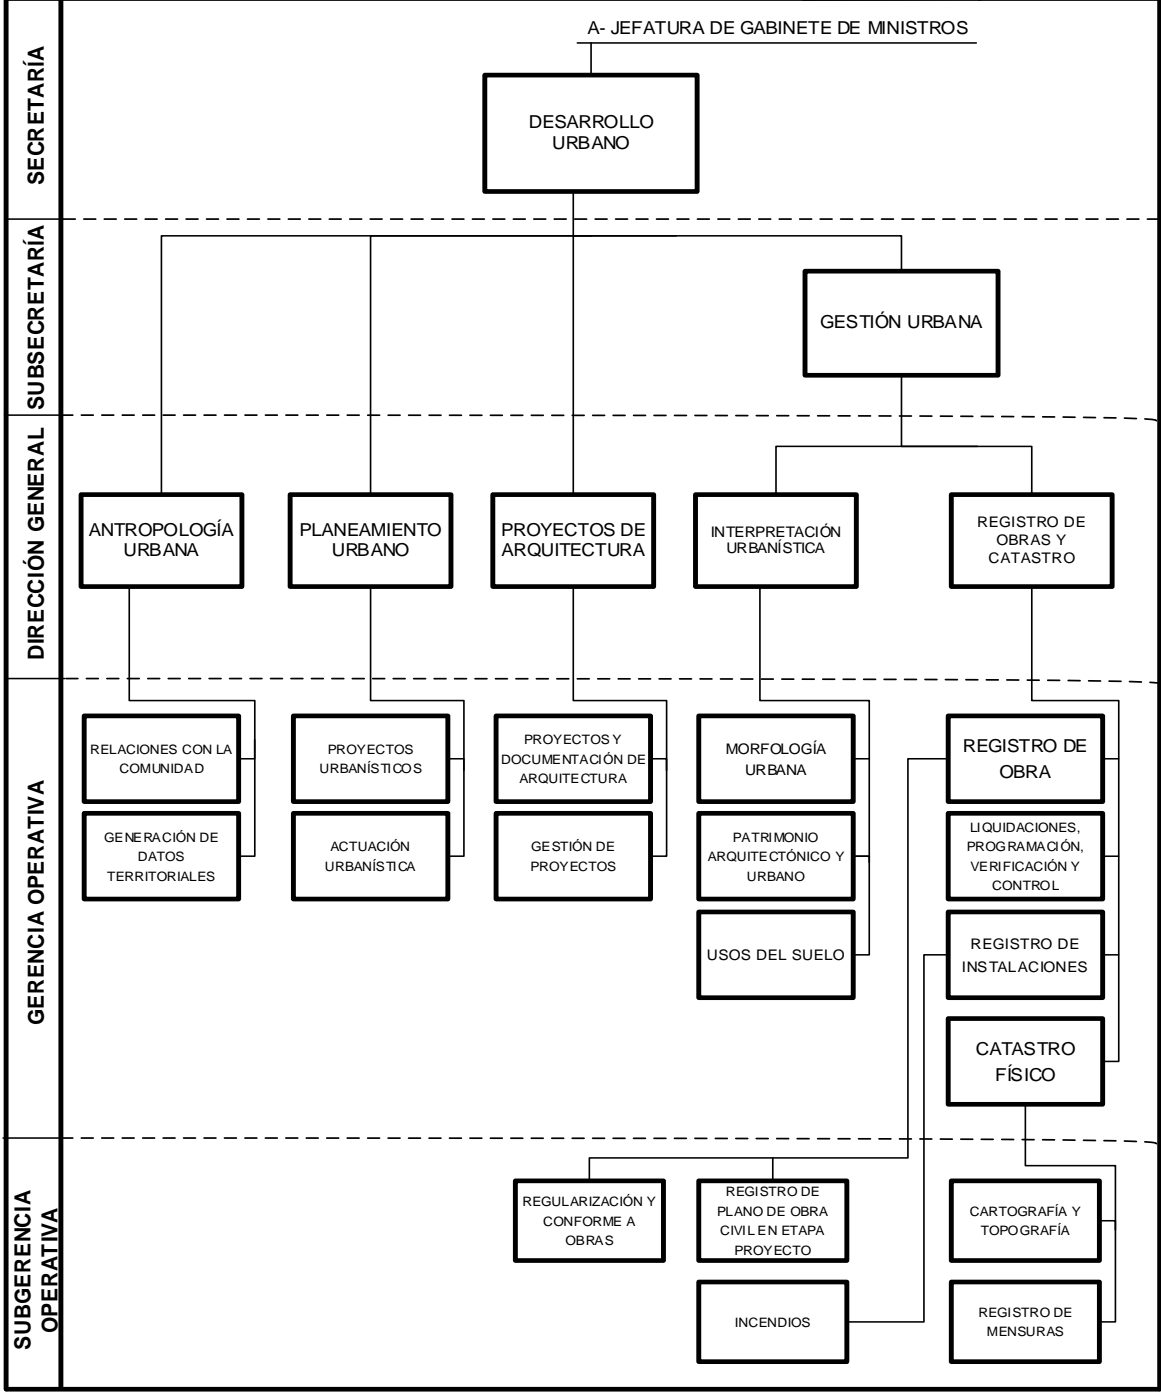 A- JEFATURA DE GABINETE DE MINISTROS
SECRETARÍA
DESARROLLO
URBANO
SUBSECRETARÍA
GESTIÓN URBANA
DIRECCIÓN GENERAL
ANTROPOLOGÍA
URBANA
PLANEAMIENTO
URBANO
PROYECTOS DE
ARQUITECTURA
INTERPRETACIÓN
URBANÍSTICA
REGISTRO DE
OBRAS Y
CATASTRO
GERENCIA OPERATIVA
RELACIONES CON LA
COMUNIDAD
PROYECTOS
URBANÍSTICOS
PROYECTOS Y
DOCUMENTACIÓN DE
ARQUITECTURA
MORFOLOGÍA
URBANA
REGISTRO DE
OBRA
GENERACIÓN DE
DATOS
TERRITORIALES
ACTUACIÓN
URBANÍSTICA
GESTIÓN DE
PROYECTOS
PATRIMONIO
ARQUITECTÓNICO Y
URBANO
LIQUIDACIONES,
PROGRAMACIÓN,
VERIFICACIÓN Y
CONTROL
USOS DEL SUELO
REGISTRO DE
INSTALACIONES
CATASTRO
FÍSICO
SUBGERENCIA
OPERATIVA
REGULARIZACIÓN Y
CONFORME A
OBRAS
REGISTRO DE
PLANO DE OBRA
CIVIL EN ETAPA
PROYECTO
CARTOGRAFÍA Y
TOPOGRAFÍA
INCENDIOS
REGISTRO DE
MENSURAS